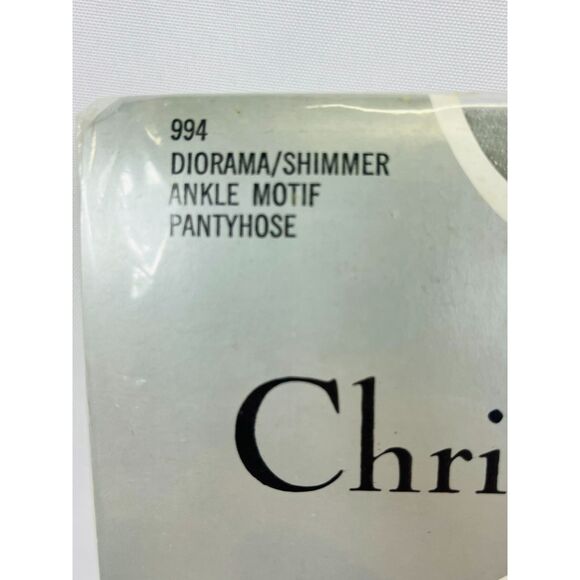 994
DIORAMA/SHIMMER
ANKLE MOTIF
PANTYHOSE
Chri